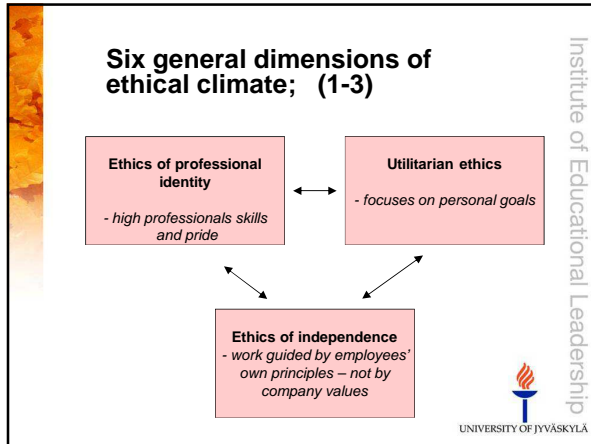 Six general dimensions of
ethical climate; (1-3)
Ethics of professional
identity
- high professionals skills
and pride
Utilitarian ethics
- focuses on personal goals
Ethics of independence
- work guided by employees'
own principles – not by
company values
Institute of Educational Leadership
UNIVERSITY OF JYVÄSKYLÄ